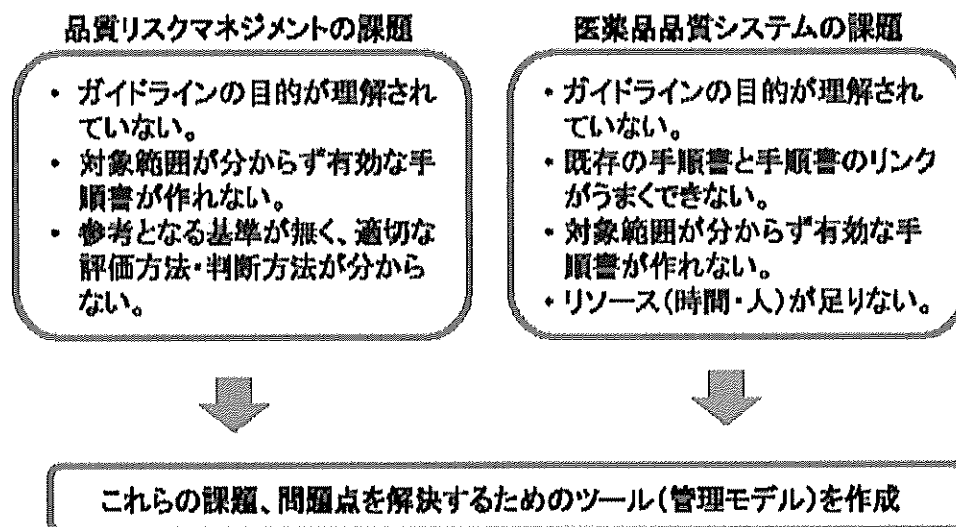 品質リスクマネジメントの課題
・ ガイドラインの目的が理解され
ていない。
・ 対象範囲が分からず有効な手
順書が作れない。
・ 参考となる基準が無く、適切な
評価方法・判断方法が分から
ない。
医薬品品質システムの課題
・ガイドラインの目的が理解され
ていない。
・既存の手順書と手順書のリンク
がうまくできない。
・対象範囲が分からず有効な手
順書が作れない。
・リソース(時間・人)が足りない。
これらの課題、問題点を解決するためのツール(管理モデル)を作成